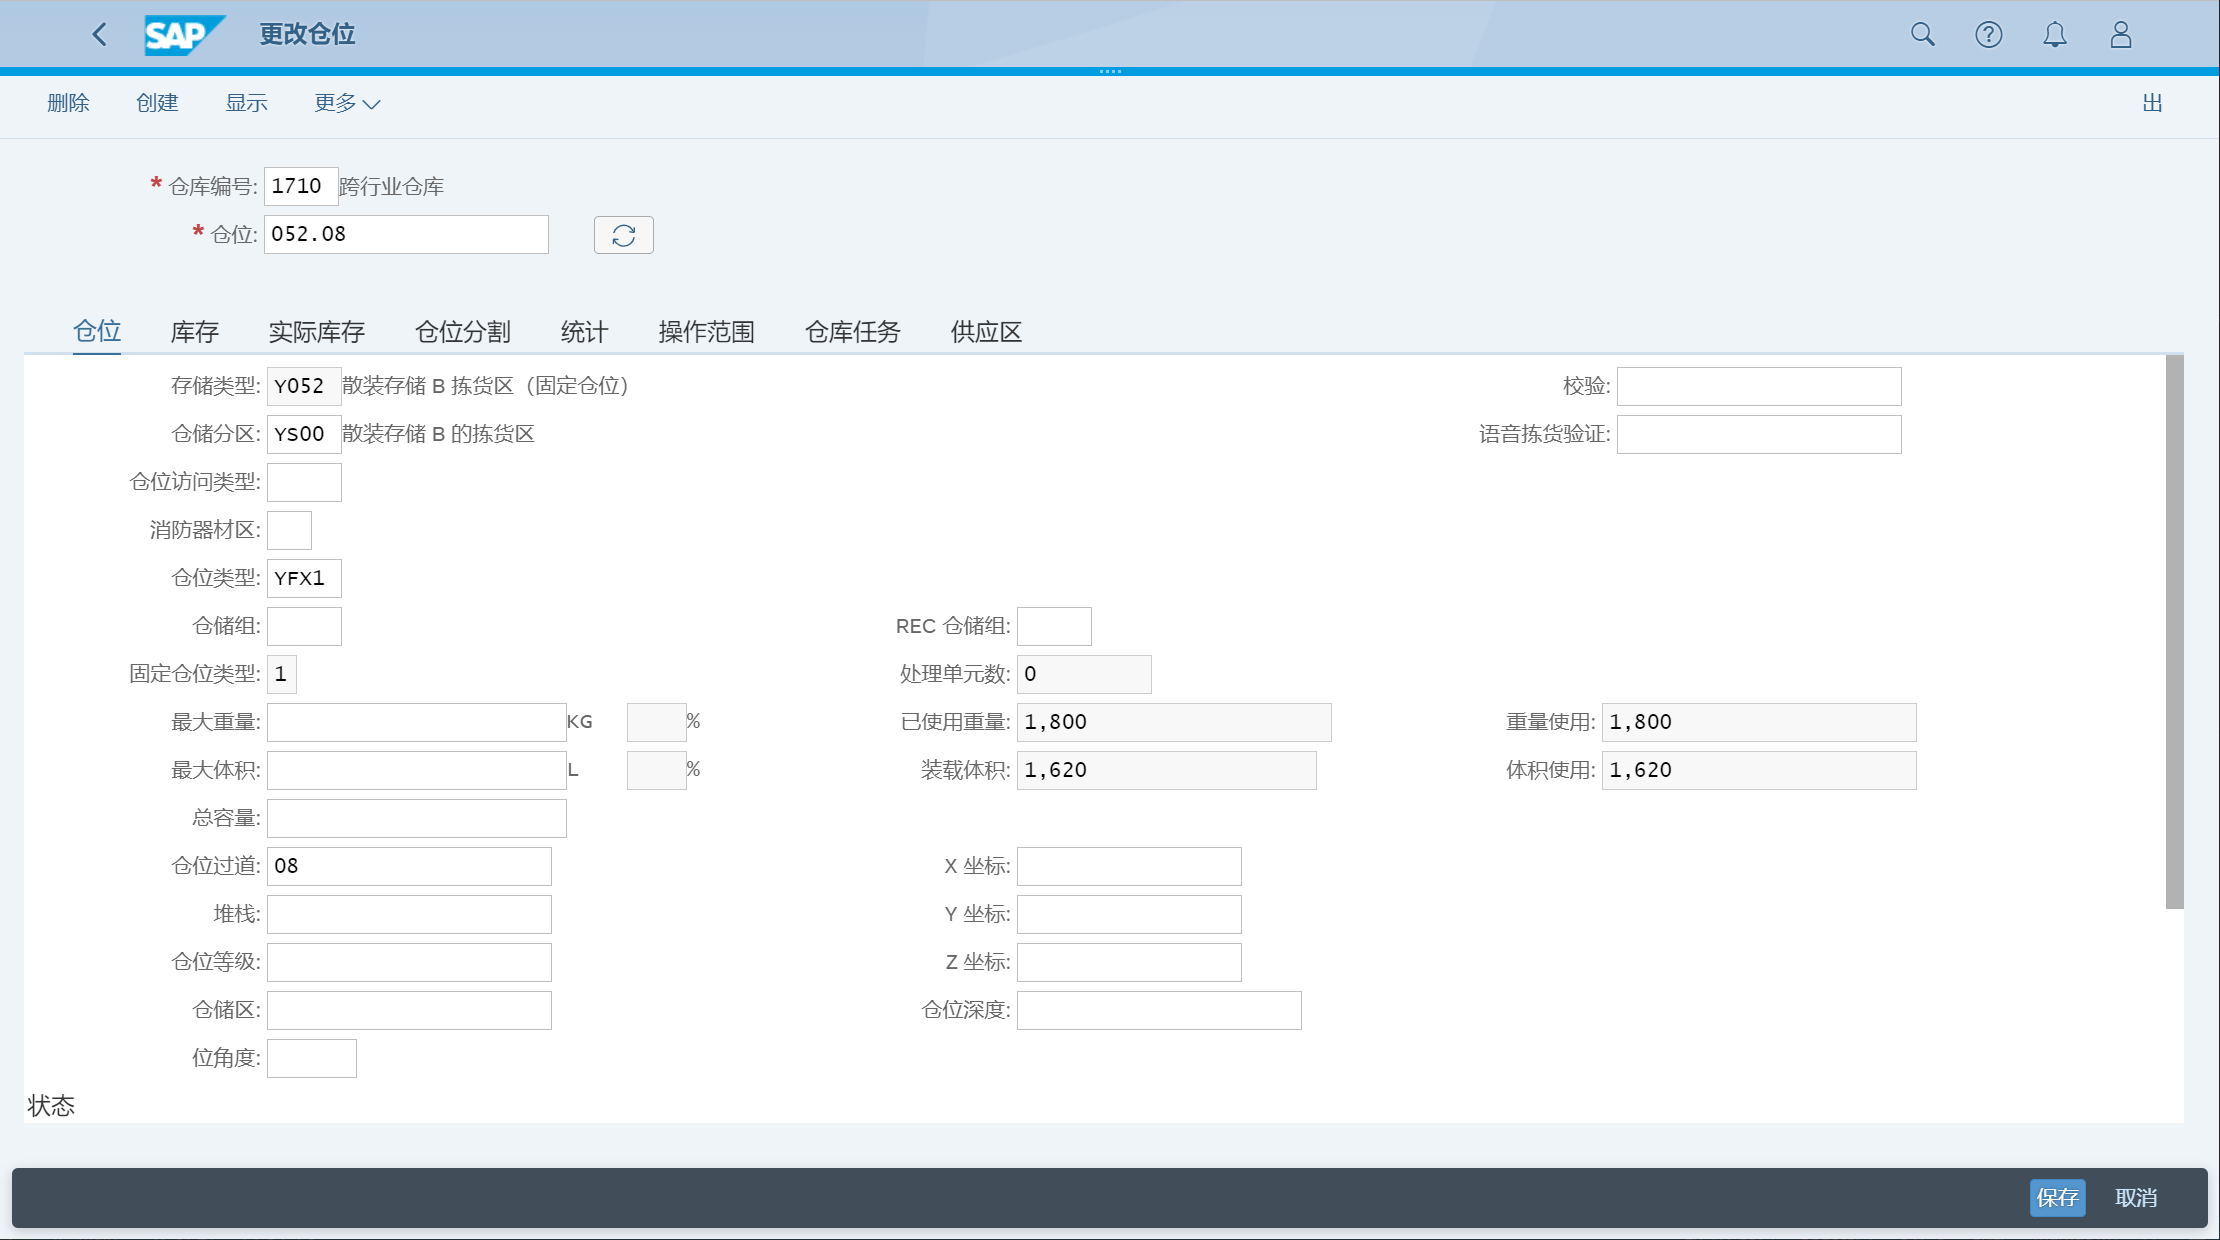 SAP 更改仓位
删除 创建 显示 更多 出
* 仓库编号: 1710 跨行业仓库
* 仓位: 052.08
仓位 库存 实际库存 仓位分割 统计 操作范围 仓库任务 供应区
存储类型: Y052 散装存储 B 拣货区（固定仓位） 校验:
仓储分区: YS00 散装存储 B 的拣货区 语音拣货验证:
仓位访问类型:
消防器材区:
仓位类型: YFX1
仓储组: REC 仓储组:
固定仓位类型: 1 处理单元数: 0
最大重量: KG % 已使用重量: 1,800 重量使用: 1,800
最大体积: L % 装载体积: 1,620 体积使用: 1,620
总容量:
仓位过道: 08 X 坐标:
堆栈: Y 坐标:
仓位等级: Z 坐标:
仓储区: 仓位深度:
位角度:
状态
保存 取消